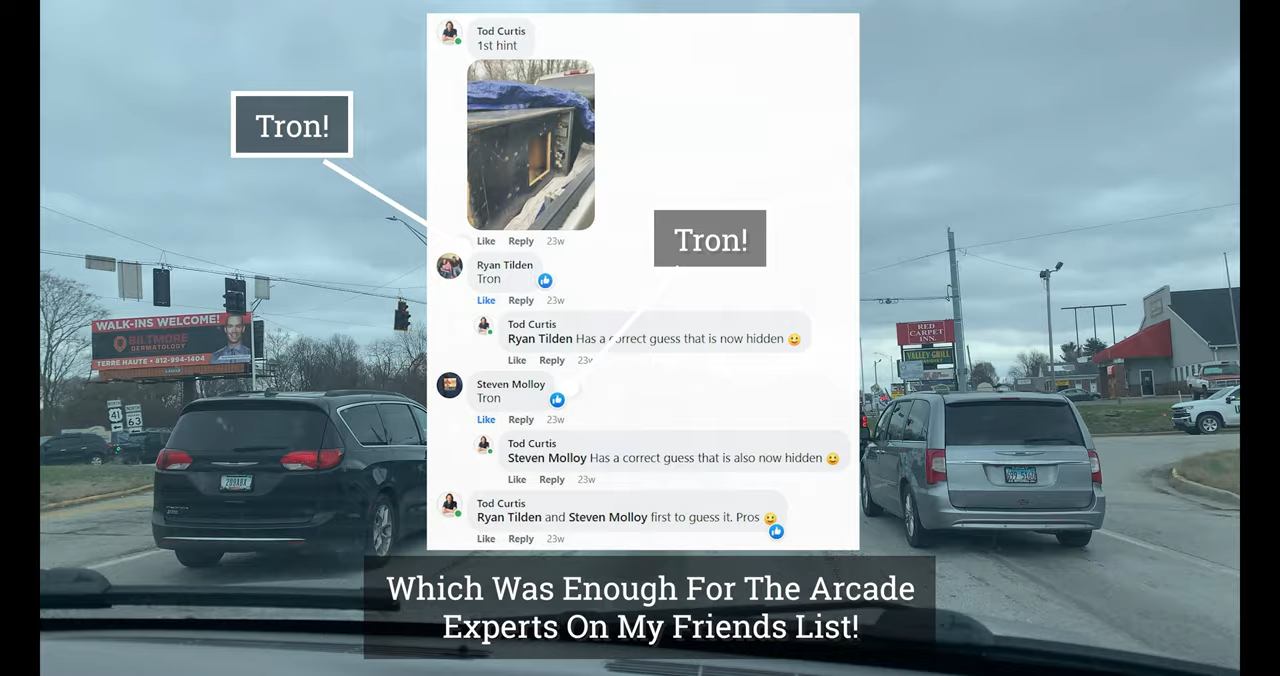 Tod Curtis
1st hint
Like Reply 23w
Ryan Tilden
Tron
Like Reply 23w
Tod Curtis
Ryan Tilden Has a correct guess that is now hidden 😀
Like Reply 23w
Steven Molloy
Tron
Like Reply 23w
Tod Curtis
Steven Molloy Has a correct guess that is also now hidden 😀
Like Reply 23w
Tod Curtis
Ryan Tilden and Steven Molloy first to guess it. Pros 😀
Like Reply 23w
Tron!
Tron!
WALK-INS WELCOME!
BILTMORE
DERMATOLOGY
TERRE HAUTE • 812-994-1404
NORTH NORTH
41 63
RED
CARPET
INN.
VALLEY GRILL
Which Was Enough For The Arcade
Experts On My Friends List!